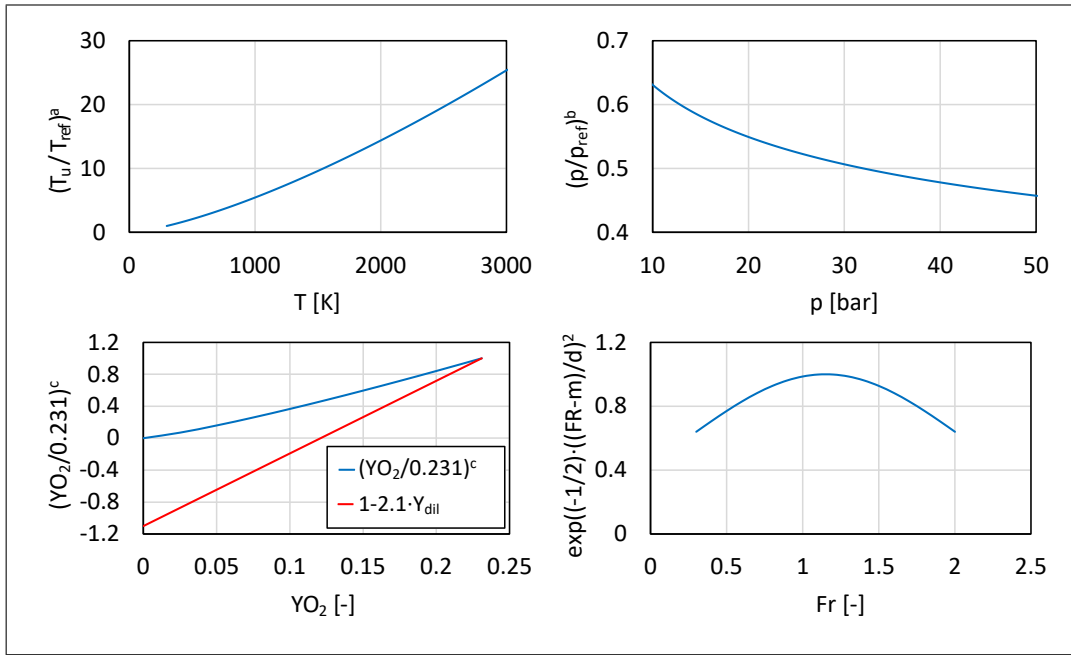 (T_u/T_ref)^a
30
20
10
0
0 1000 2000 3000
T [K]
(p/p_ref)^b
0.7
0.6
0.5
0.4
10 20 30 40 50
p [bar]
(YO₂/0.231)^c
1.2
0.8
0.4
0
-0.4
-0.8
-1.2
(YO₂/0.231)^c
1-2.1·Y_dil
0 0.05 0.1 0.15 0.2 0.25
YO₂ [-]
exp((-1/2)·((FR-m)/d)²
1.2
0.8
0.4
0
0 0.5 1 1.5 2 2.5
Fr [-]